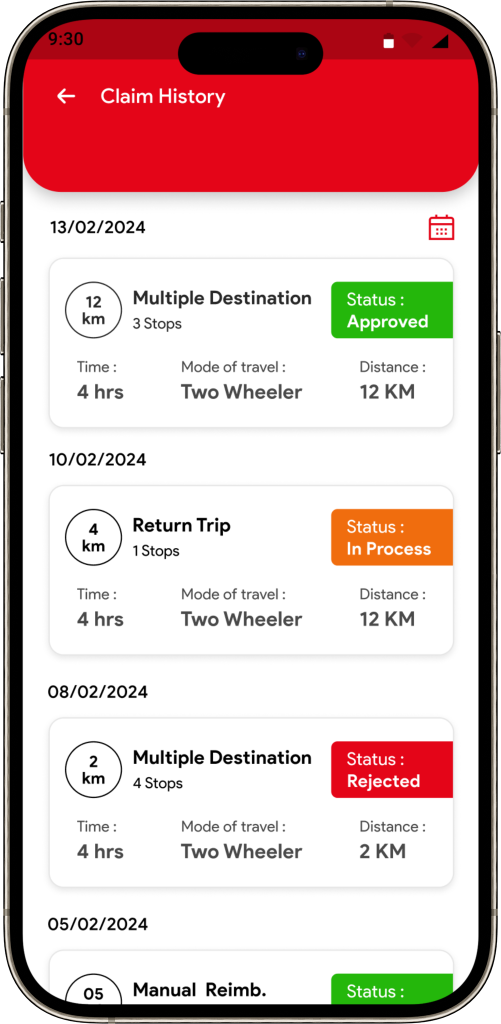 9:30
Claim History
13/02/2024
12
km
Multiple Destination
3 Stops
Status :
Approved
Time :
4 hrs
Mode of travel :
Two Wheeler
Distance :
12 KM
10/02/2024
4
km
Return Trip
1 Stops
Status :
In Process
Time :
4 hrs
Mode of travel :
Two Wheeler
Distance :
12 KM
08/02/2024
2
km
Multiple Destination
4 Stops
Status :
Rejected
Time :
4 hrs
Mode of travel :
Two Wheeler
Distance :
2 KM
05/02/2024
05
Manual Reimb.
Status :